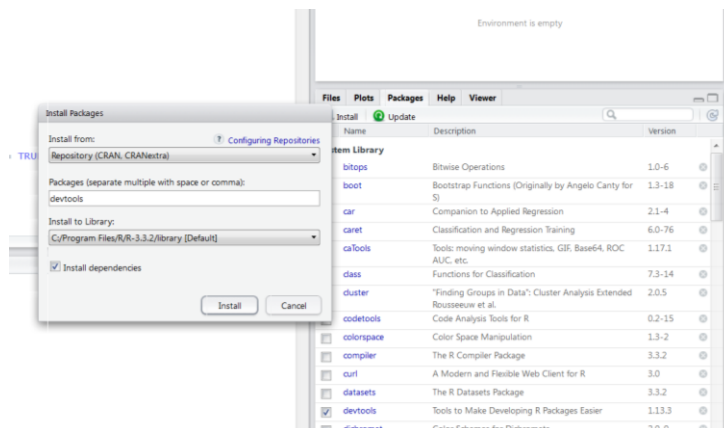 Environment is empty
Files Plots Packages Help Viewer
Install Update
Name Description Version
tem Library
bitops Bitwise Operations 1.0-6
boot Bootstrap Functions (Originally by Angelo Canty for S) 1.3-18
car Companion to Applied Regression 2.1-4
caret Classification and Regression Training 6.0-76
caTools Tools: moving window statistics, GIF, Base64, ROC AUC, etc. 1.17.1
class Functions for Classification 7.3-14
cluster "Finding Groups in Data": Cluster Analysis Extended Rousseeuw et al. 2.0.5
codetools Code Analysis Tools for R 0.2-15
colorspace Color Space Manipulation 1.3-2
compiler The R Compiler Package 3.3.2
curl A Modern and Flexible Web Client for R 3.0
datasets The R Datasets Package 3.3.2
devtools Tools to Make Developing R Packages Easier 1.13.3
TRU
Install Packages
Install from: ? Configuring Repositories
Repository (CRAN, CRANextra)
Packages (separate multiple with space or comma):
devtools
Install to Library:
C:/Program Files/R/R-3.3.2/library [Default]
Install dependencies
Install Cancel